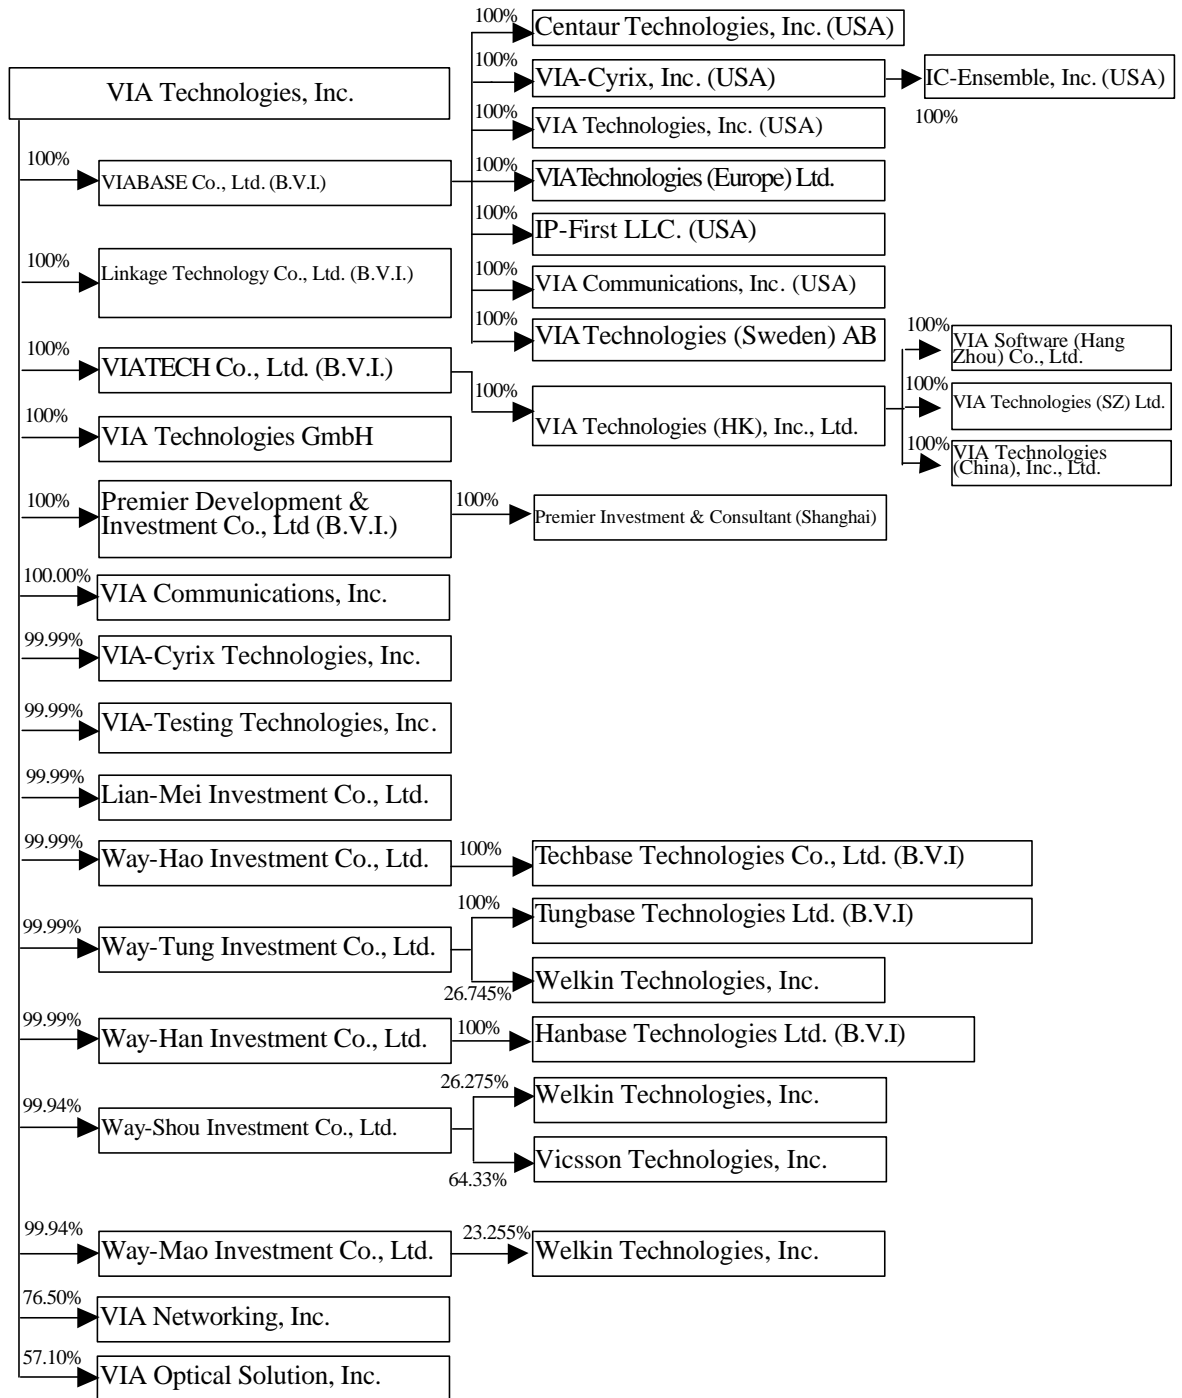 100%
Centaur Technologies, Inc. (USA)
100%
VIA Technologies, Inc.
VIA-Cyrix, Inc. (USA)
IC-Ensemble, Inc. (USA)
100%
100%
VIA Technologies, Inc. (USA)
100%
VIABASE Co., Ltd. (B.V.I.)
100%
VIA Technologies (Europe) Ltd.
100%
IP-First LLC. (USA)
100%
Linkage Technology Co., Ltd. (B.V.I.)
100%
VIA Communications, Inc. (USA)
100%
VIA Technologies (Sweden) AB
100%
VIA Software (Hang
Zhou) Co., Ltd.
100%
VIATECH Co., Ltd. (B.V.I.)
100%
VIA Technologies (HK), Inc., Ltd.
100%
VIA Technologies (SZ) Ltd.
100%
VIA Technologies GmbH
100%
VIA Technologies
(China), Inc., Ltd.
100%
Premier Development &
Investment Co., Ltd (B.V.I.)
100%
Premier Investment & Consultant (Shanghai)
100.00%
VIA Communications, Inc.
99.99%
VIA-Cyrix Technologies, Inc.
99.99%
VIA-Testing Technologies, Inc.
99.99%
Lian-Mei Investment Co., Ltd.
99.99%
Way-Hao Investment Co., Ltd.
100%
Techbase Technologies Co., Ltd. (B.V.I)
99.99%
Way-Tung Investment Co., Ltd.
100%
Tungbase Technologies Ltd. (B.V.I)
26.745%
Welkin Technologies, Inc.
99.99%
Way-Han Investment Co., Ltd.
100%
Hanbase Technologies Ltd. (B.V.I)
99.94%
Way-Shou Investment Co., Ltd.
26.275%
Welkin Technologies, Inc.
64.33%
Vicsson Technologies, Inc.
99.94%
Way-Mao Investment Co., Ltd.
23.255%
Welkin Technologies, Inc.
76.50%
VIA Networking, Inc.
57.10%
VIA Optical Solution, Inc.